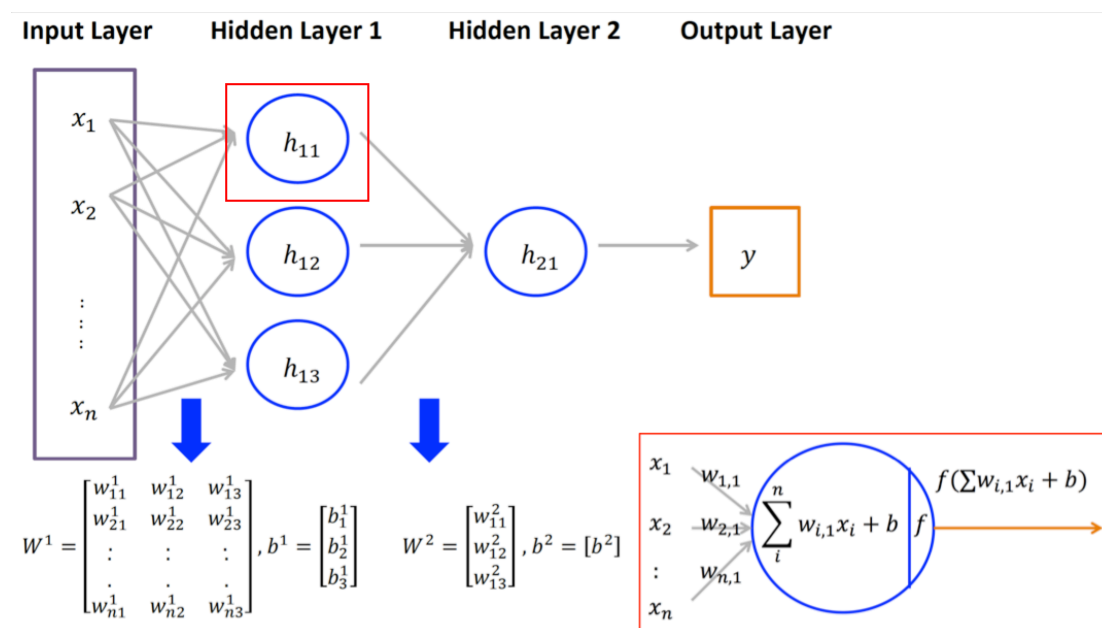 Input Layer Hidden Layer 1 Hidden Layer 2 Output Layer
x₁
h₁₁
x₂
h₁₂
h₂₁
y
⋮
h₁₃
xₙ
W¹ = [w¹₁₁ w¹₁₂ w¹₁₃
w¹₂₁ w¹₂₂ w¹₂₃
: : :
. . .
w¹ₙ₁ w¹ₙ₂ w¹ₙ₃], b¹ = [b¹₁
b¹₂
b¹₃]
W² = [w²₁₁
w²₁₂
w²₁₃], b² = [b²]
x₁ w₁,₁
x₂ w₂,₁
:
xₙ wₙ,₁
n
∑ wᵢ,₁xᵢ + b f
i
f(∑wᵢ,₁xᵢ + b)